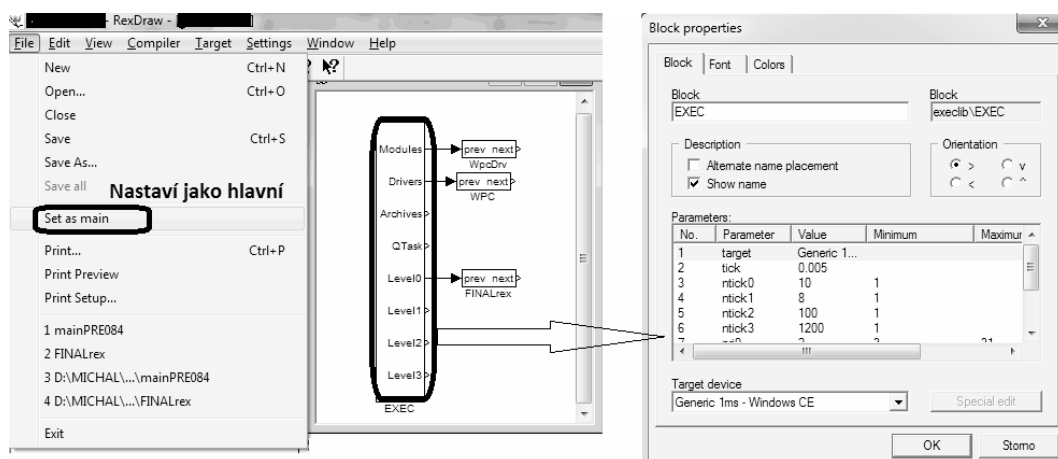 - RexDraw -
File Edit View Compiler Target Settings Window Help
New Ctrl+N
Open... Ctrl+O
Close
Save Ctrl+S
Save As...
Save all
Nastaví jako hlavní
Set as main
Print... Ctrl+P
Print Preview
Print Setup...
1 mainPRE084
2 FINALrex
3 D:\MICHAL\...\mainPRE084
4 D:\MICHAL\...\FINALrex
Exit
Modules
prev next
WpcDrv
Drivers
prev next
WPC
Archives
QTask
Level0
prev next
FINALrex
Level1
Level2
Level3
EXEC
Block properties
Block Font Colors
Block Block
EXEC execlib\EXEC
Description Orientation
Alternate name placement > v
Show name < ^
Parameters:
No. Parameter Value Minimum Maximur
1 target Generic 1...
2 tick 0.005
3 ntick0 10 1
4 ntick1 8 1
5 ntick2 100 1
6 ntick3 1200 1
Target device
Generic 1ms - Windows CE Special edit
OK Storno